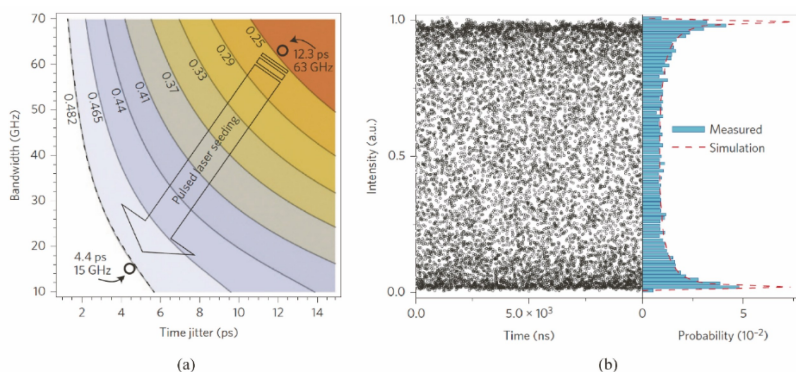 70
60
50
40
30
20
10
Bandwidth (GHz)
2 4 6 8 10 12 14
Time jitter (ps)
0.482
0.465
0.44
0.41
0.37
0.33
0.29
0.25
12.3 ps
63 GHz
Pulsed laser seeding
4.4 ps
15 GHz
(a)
1.0
0.5
0.0
Intensity (a.u.)
0.0 5.0 × 10³
Time (ns)
Measured
Simulation
0 5
Probability (10⁻²)
(b)